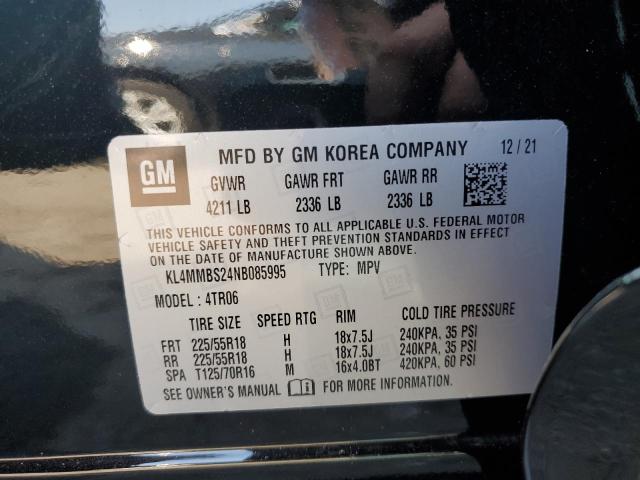 GM
MFD BY GM KOREA COMPANY 12/21
GVWR GAWR FRT GAWR RR
4211 LB 2336 LB 2336 LB
THIS VEHICLE CONFORMS TO ALL APPLICABLE U.S. FEDERAL MOTOR
VEHICLE SAFETY AND THEFT PREVENTION STANDARDS IN EFFECT
ON THE DATE OF MANUFACTURE SHOWN ABOVE.
KL4MMBS24NB085995 TYPE: MPV
MODEL: 4TR06
TIRE SIZE SPEED RTG RIM COLD TIRE PRESSURE
FRT 225/55R18 H 18x7.5J 240KPA, 35 PSI
RR 225/55R18 H 18x7.5J 240KPA, 35 PSI
SPA T125/70R16 M 16x4.0BT 420KPA, 60 PSI
SEE OWNER'S MANUAL FOR MORE INFORMATION.